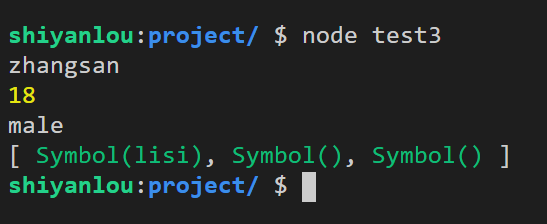 shiyanlou:project/ $ node test3
zhangsan
18
male
[ Symbol(lisi), Symbol(), Symbol() ]
shiyanlou:project/ $